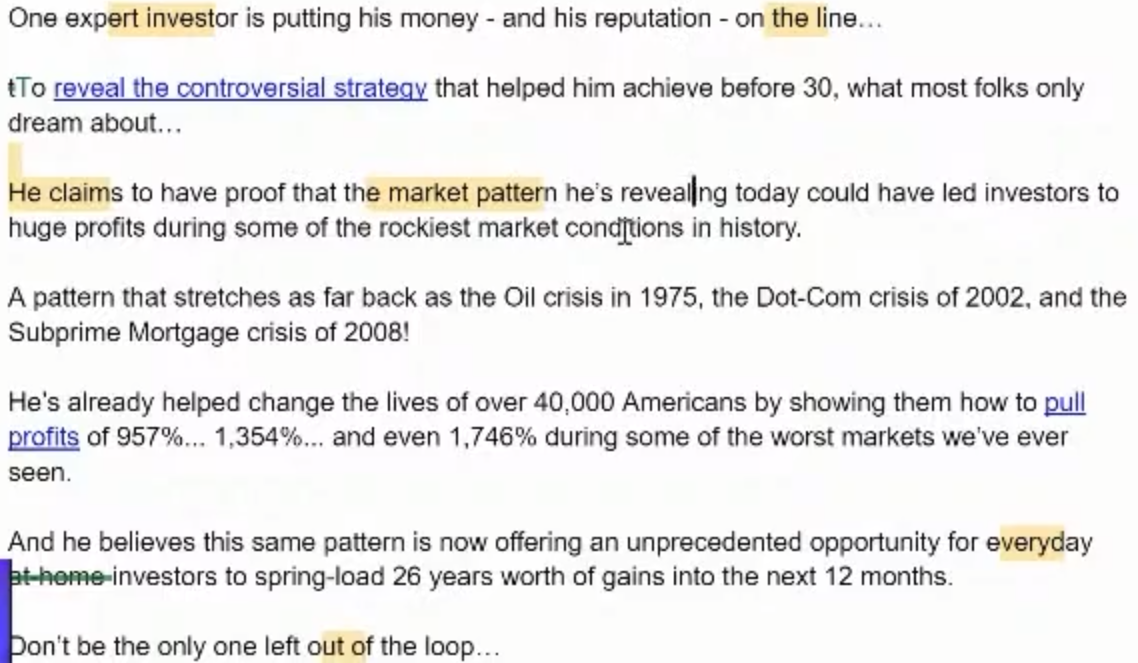 One expert investor is putting his money - and his reputation - on the line…
tTo reveal the controversial strategy that helped him achieve before 30, what most folks only
dream about…
He claims to have proof that the market pattern he's revealing today could have led investors to
huge profits during some of the rockiest market conditions in history.
A pattern that stretches as far back as the Oil crisis in 1975, the Dot-Com crisis of 2002, and the
Subprime Mortgage crisis of 2008!
He's already helped change the lives of over 40,000 Americans by showing them how to pull
profits of 957%... 1,354%... and even 1,746% during some of the worst markets we've ever
seen.
And he believes this same pattern is now offering an unprecedented opportunity for everyday
at-home investors to spring-load 26 years worth of gains into the next 12 months.
Don't be the only one left out of the loop…